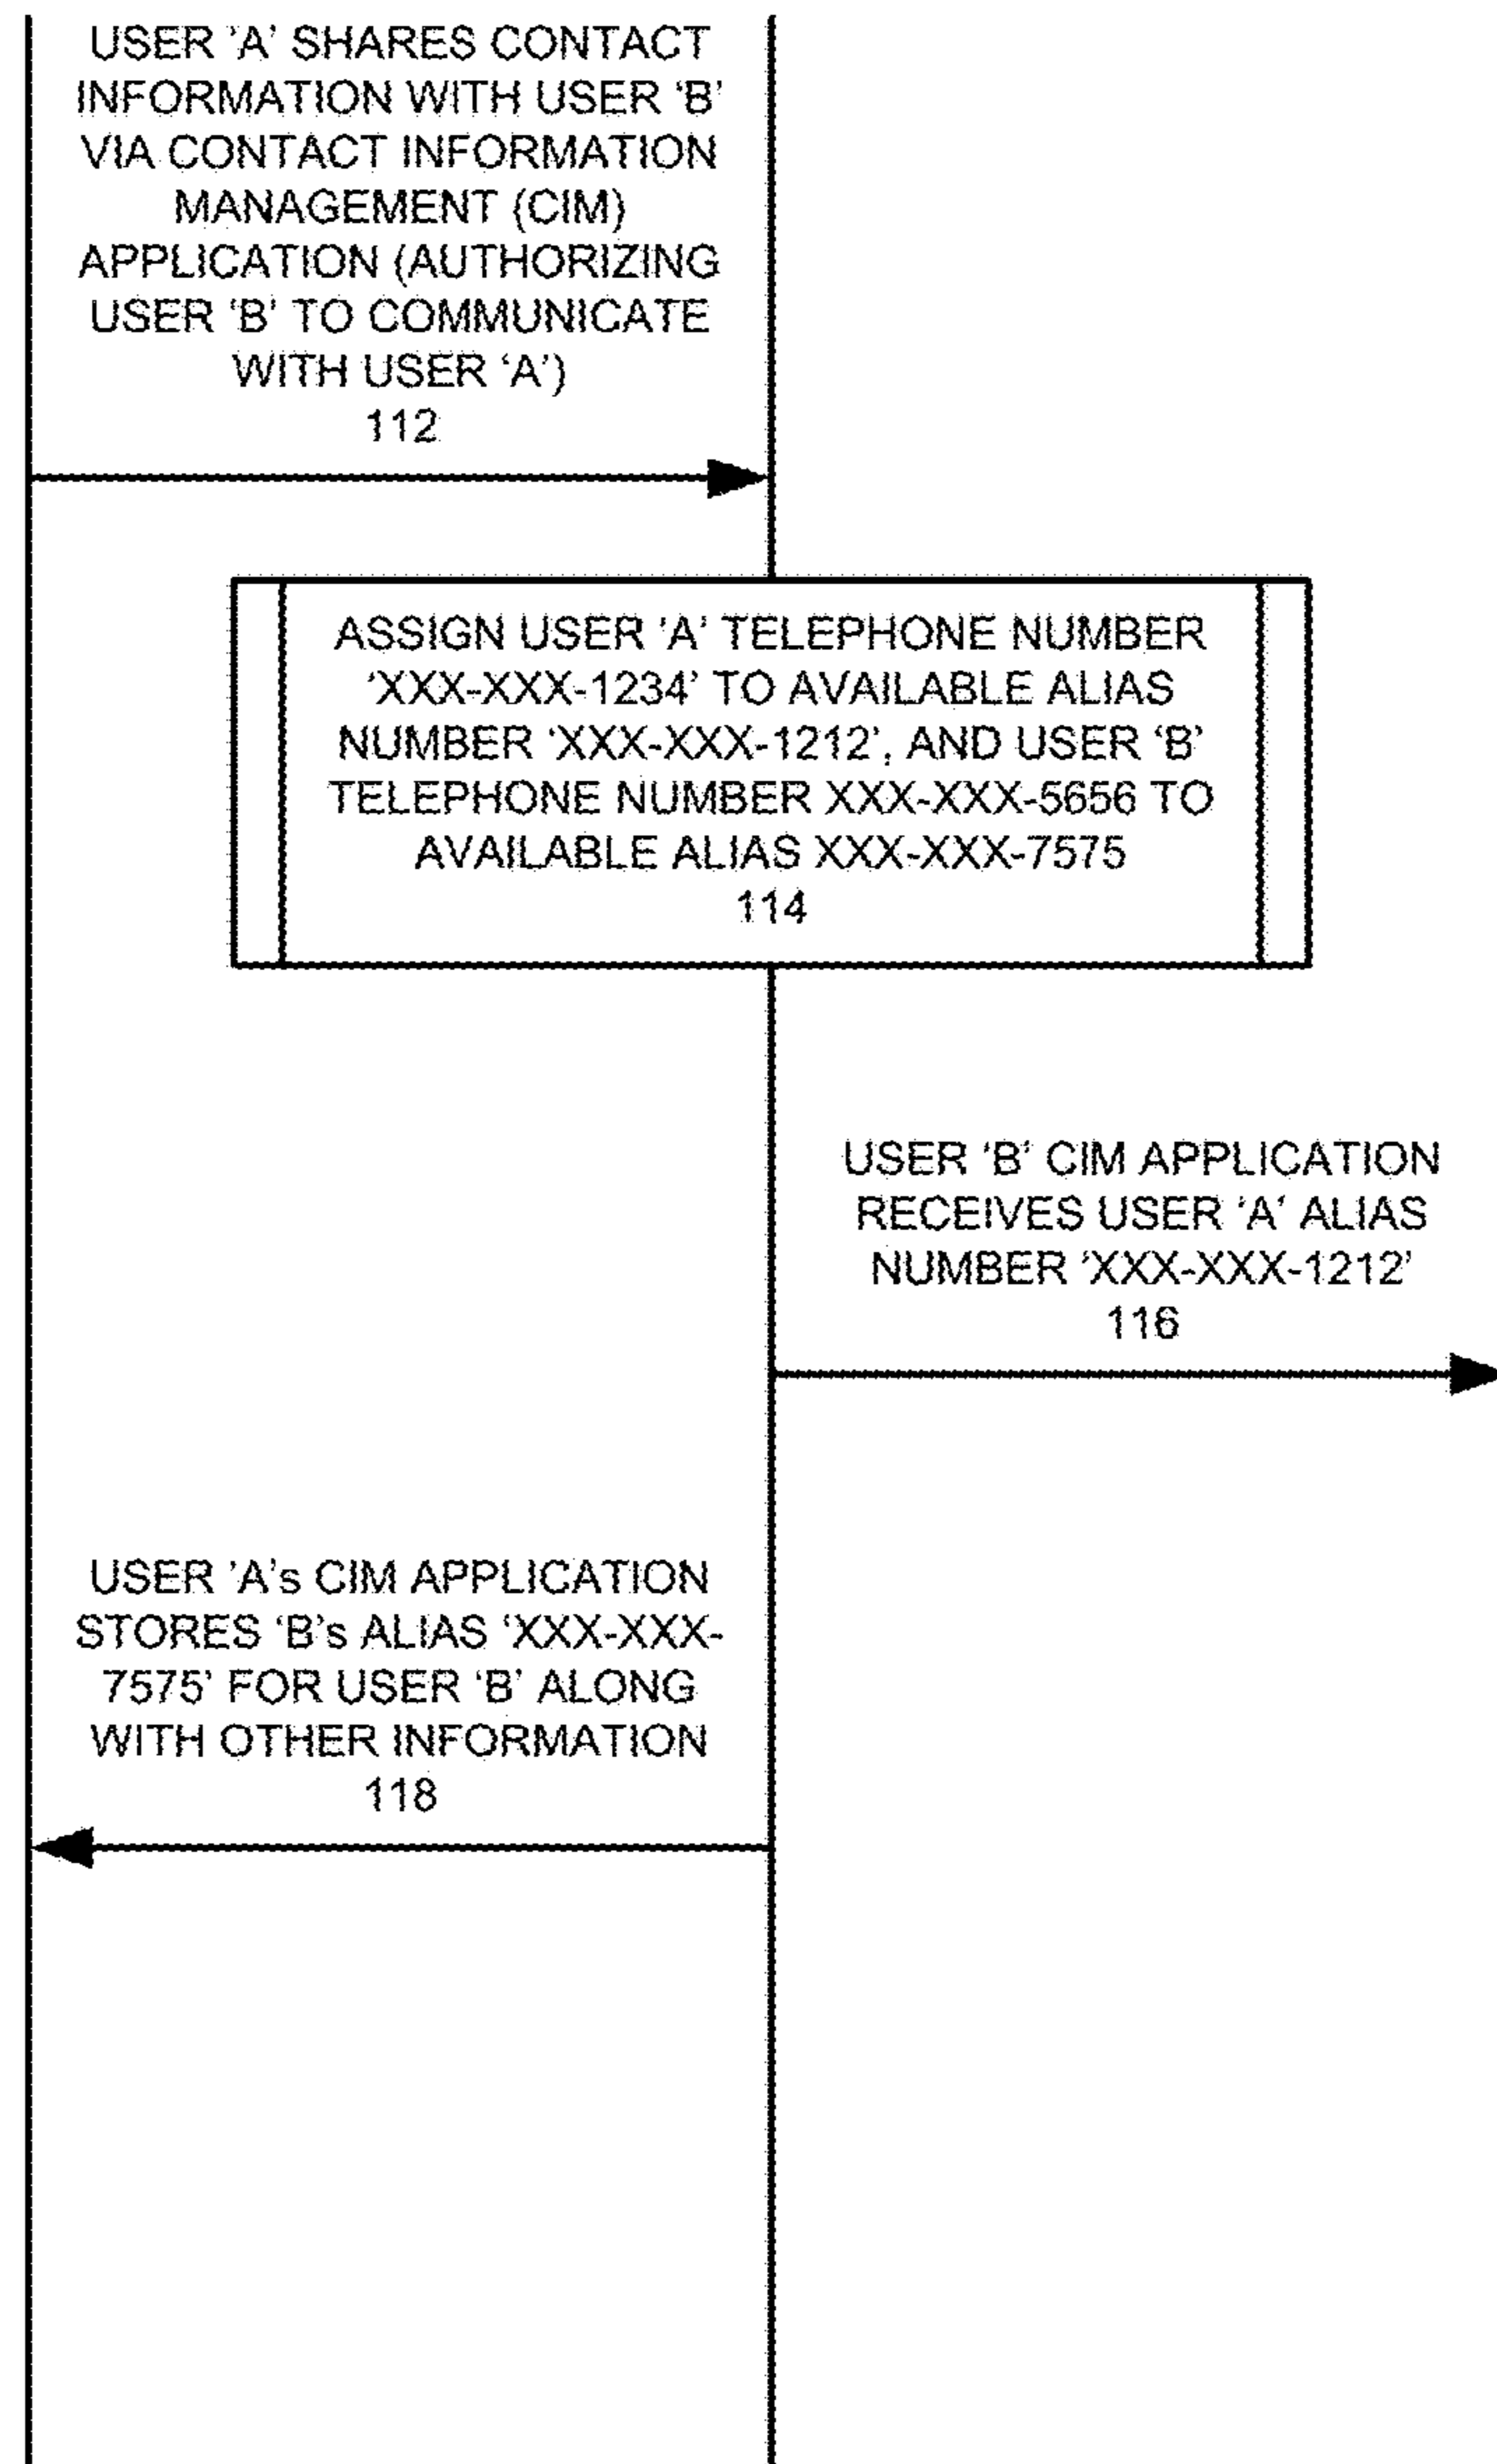 USER 'A' SHARES CONTACT
INFORMATION WITH USER 'B'
VIA CONTACT INFORMATION
MANAGEMENT (CIM)
APPLICATION (AUTHORIZING
USER 'B' TO COMMUNICATE
WITH USER 'A')
112
ASSIGN USER 'A' TELEPHONE NUMBER
'XXX-XXX-1234' TO AVAILABLE ALIAS
NUMBER 'XXX-XXX-1212', AND USER 'B'
TELEPHONE NUMBER XXX-XXX-5656 TO
AVAILABLE ALIAS XXX-XXX-7575
114
USER 'B' CIM APPLICATION
RECEIVES USER 'A' ALIAS
NUMBER 'XXX-XXX-1212'
116
USER 'A's CIM APPLICATION
STORES 'B's ALIAS 'XXX-XXX-
7575' FOR USER 'B' ALONG
WITH OTHER INFORMATION
118